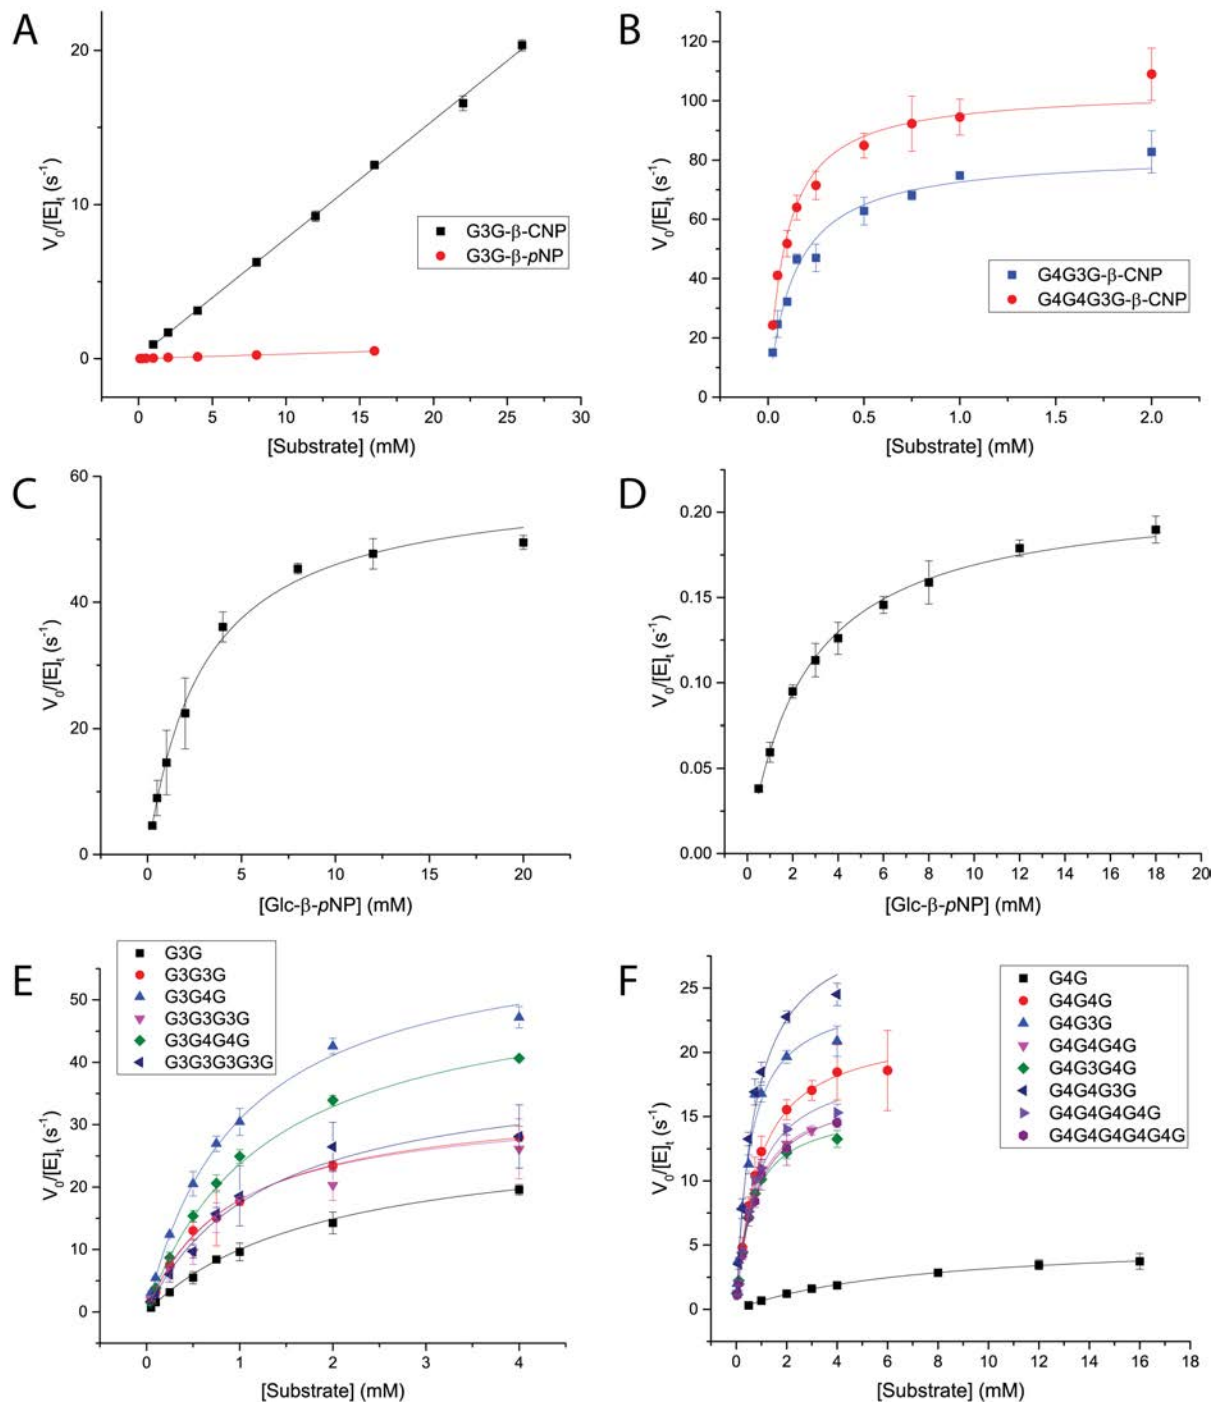 A
V₀/[E]ₜ (s⁻¹)
20
10
0
G3G-β-CNP
G3G-β-pNP
0 5 10 15 20 25 30
[Substrate] (mM)
B
V₀/[E]ₜ (s⁻¹)
120
100
80
60
40
20
0
G4G3G-β-CNP
G4G4G3G-β-CNP
0.0 0.5 1.0 1.5 2.0
[Substrate] (mM)
C
V₀/[E]ₜ (s⁻¹)
60
40
20
0
0 5 10 15 20
[Glc-β-pNP] (mM)
D
V₀/[E]ₜ (s⁻¹)
0.20
0.15
0.10
0.05
0.00
0 2 4 6 8 10 12 14 16 18 20
[Glc-β-pNP] (mM)
E
G3G
G3G3G
G3G4G
G3G3G3G
G3G4G4G
G3G3G3G3G
V₀/[E]ₜ (s⁻¹)
50
40
30
20
10
0
0 1 2 3 4
[Substrate] (mM)
F
G4G
G4G4G
G4G3G
G4G4G4G
G4G3G4G
G4G4G3G
G4G4G4G4G
G4G4G4G4G4G
V₀/[E]ₜ (s⁻¹)
25
20
15
10
5
0
0 2 4 6 8 10 12 14 16 18
[Substrate] (mM)